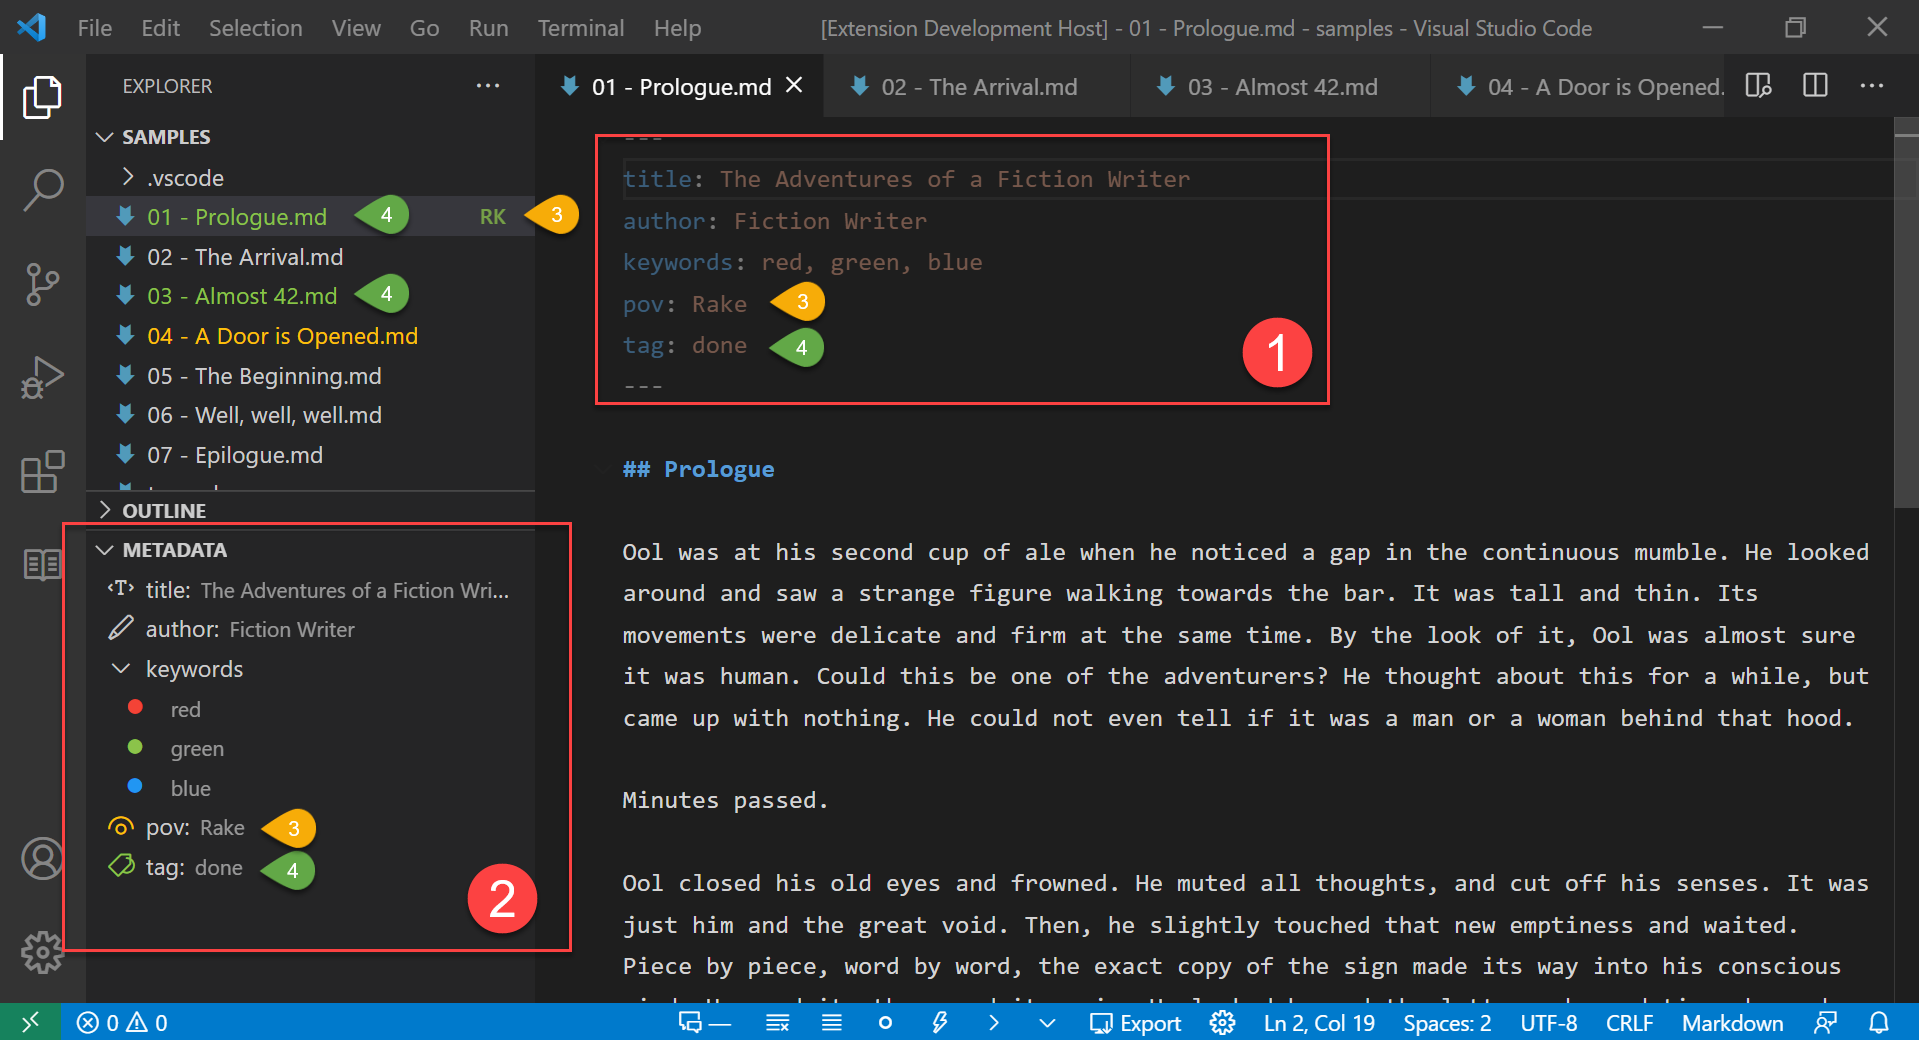 File Edit Selection View Go Run Terminal Help [Extension Development Host] - 01 - Prologue.md - samples - Visual Studio Code
EXPLORER
SAMPLES
.vscode
01 - Prologue.md 4 RK 3
02 - The Arrival.md
03 - Almost 42.md 4
04 - A Door is Opened.md
05 - The Beginning.md
06 - Well, well, well.md
07 - Epilogue.md
OUTLINE
METADATA
title: The Adventures of a Fiction Wri...
author: Fiction Writer
keywords
red
green
blue
pov: Rake 3
tag: done 4
2
01 - Prologue.md 02 - The Arrival.md 03 - Almost 42.md 04 - A Door is Opened.
---
title: The Adventures of a Fiction Writer
author: Fiction Writer
keywords: red, green, blue
pov: Rake 3
tag: done 4
1
---
## Prologue
Ool was at his second cup of ale when he noticed a gap in the continuous mumble. He looked
around and saw a strange figure walking towards the bar. It was tall and thin. Its
movements were delicate and firm at the same time. By the look of it, Ool was almost sure
it was human. Could this be one of the adventurers? He thought about this for a while, but
came up with nothing. He could not even tell if it was a man or a woman behind that hood.
Minutes passed.
Ool closed his old eyes and frowned. He muted all thoughts, and cut off his senses. It was
just him and the great void. Then, he slightly touched that new emptiness and waited.
Piece by piece, word by word, the exact copy of the sign made its way into his conscious
0 0 Export Ln 2, Col 19 Spaces: 2 UTF-8 CRLF Markdown